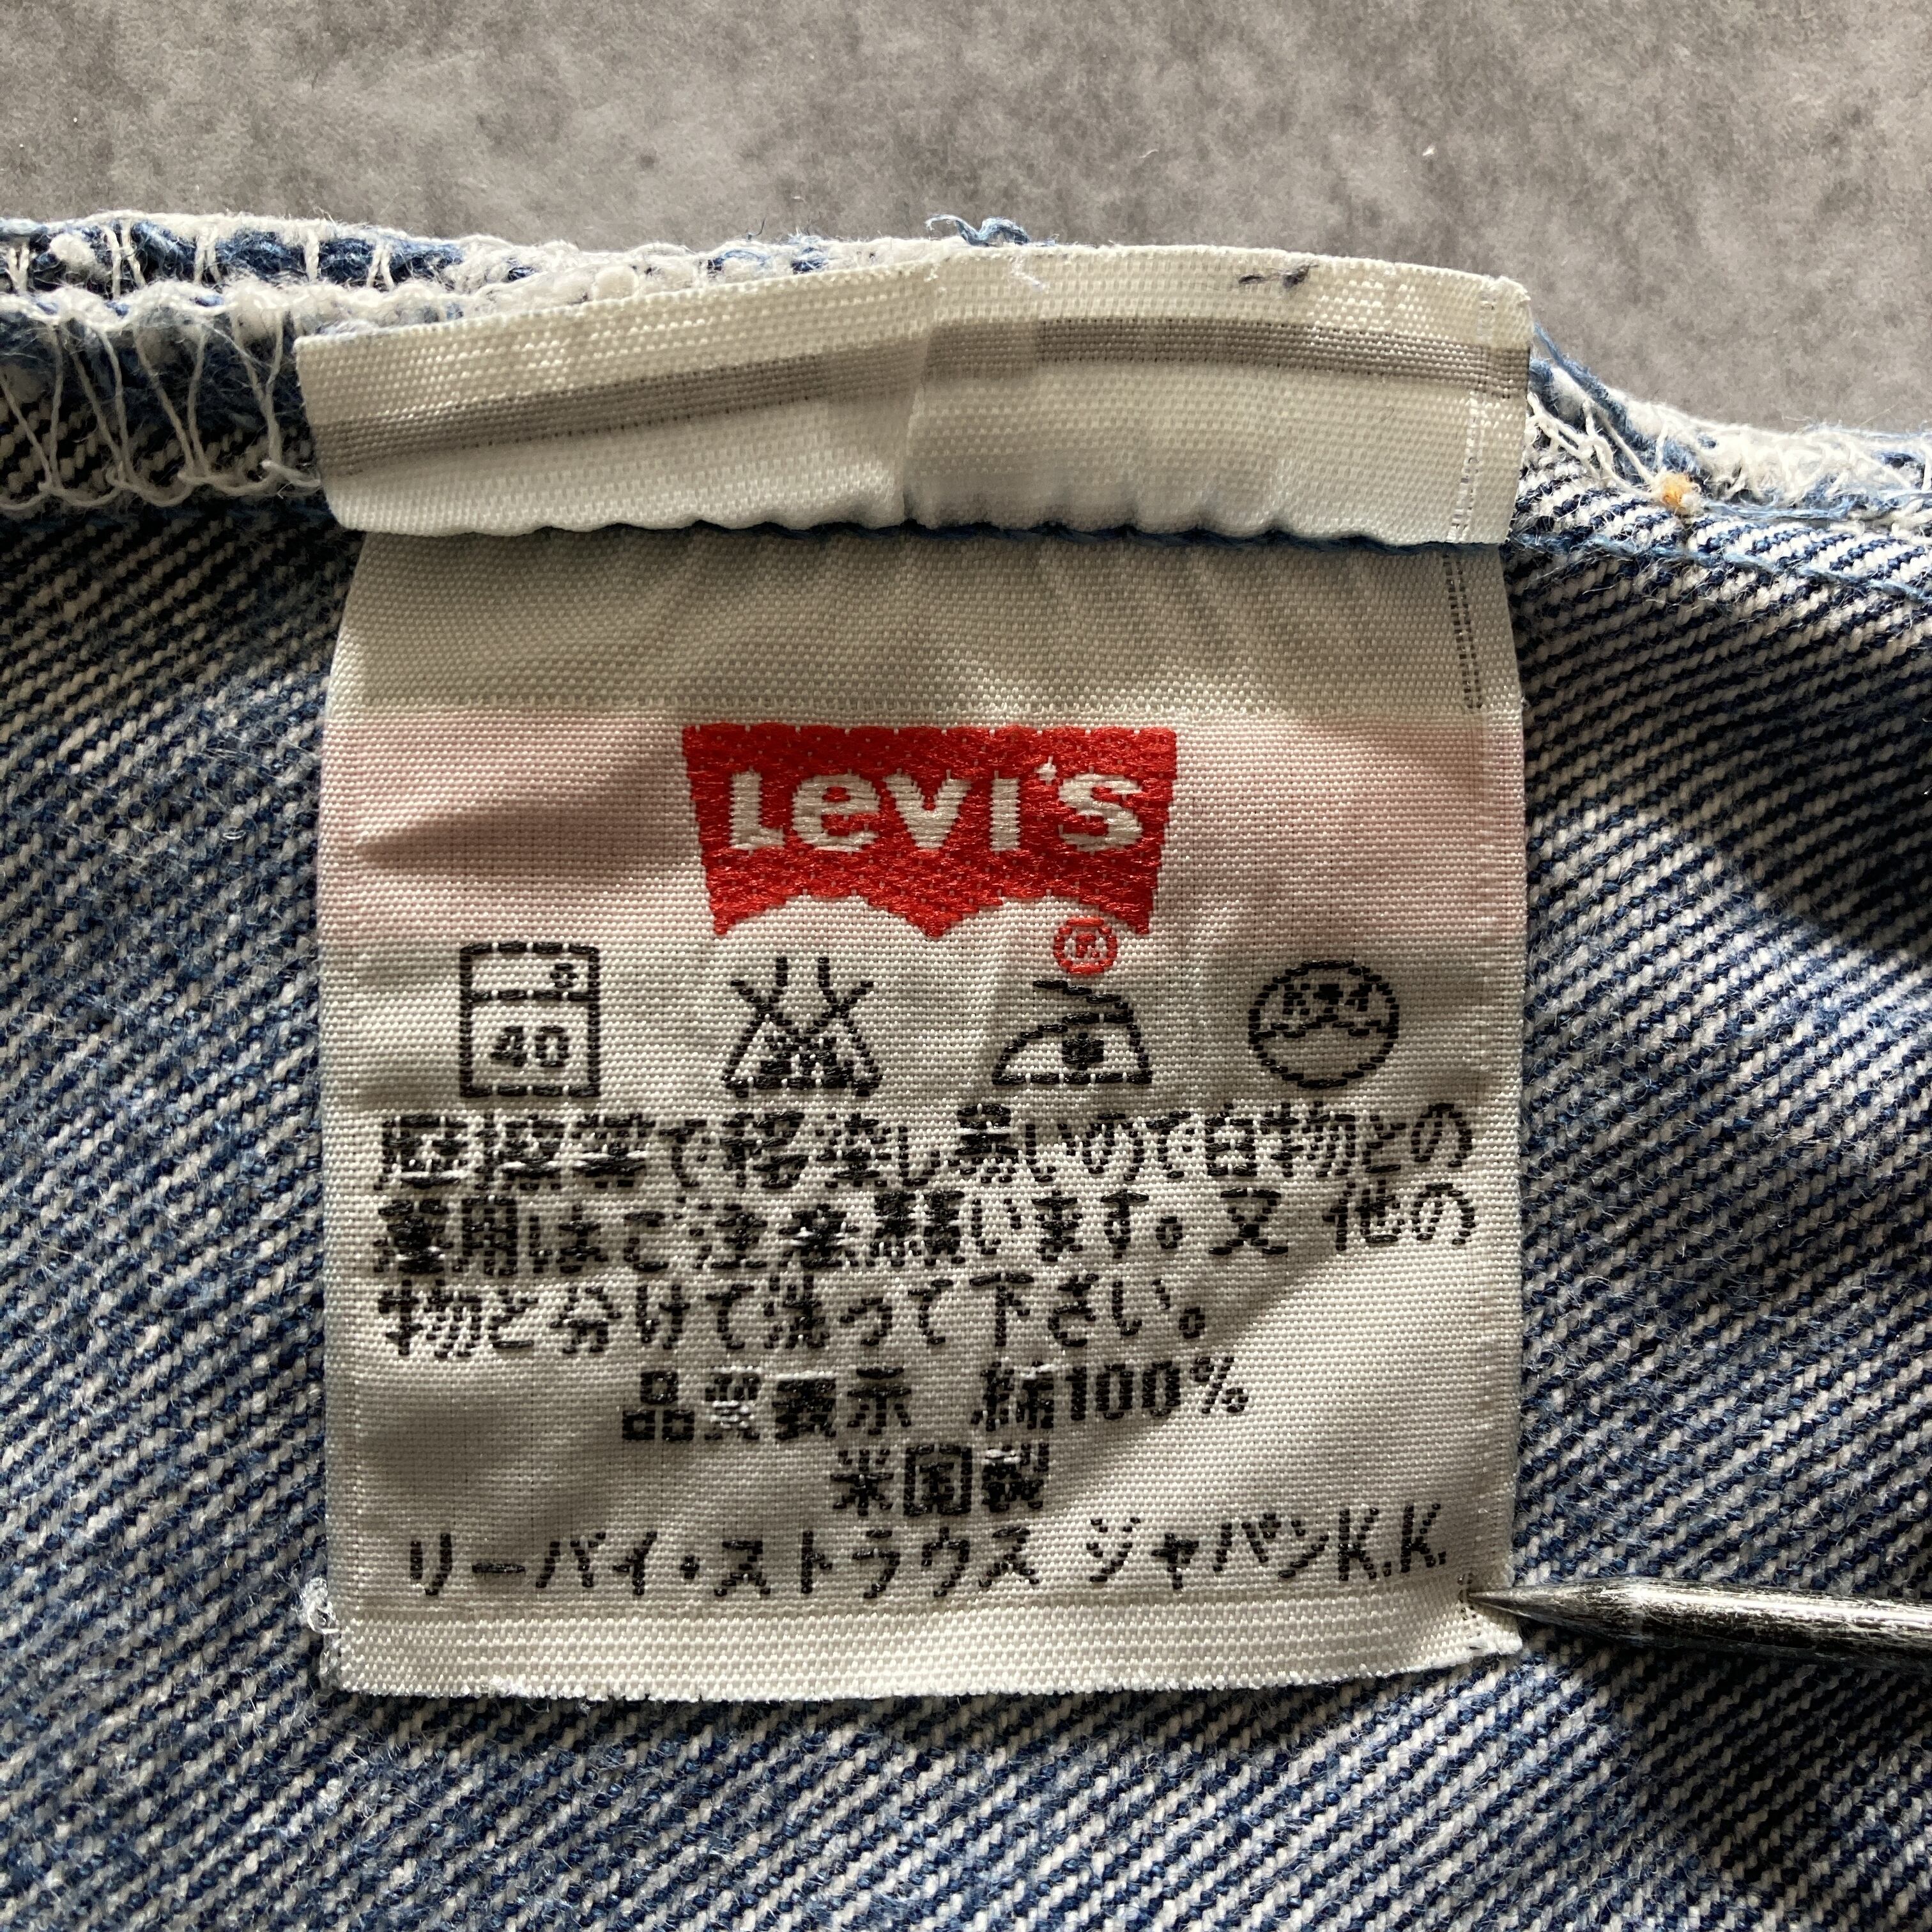 Levi's
®
S
40
ドライ
摩擦等で移染し易いので白物との
着用はご注意願います。又 他の
物と分けて洗って下さい。
品質表示 綿100%
米国製
リーバイ・ストラウス ジャパンK.K.